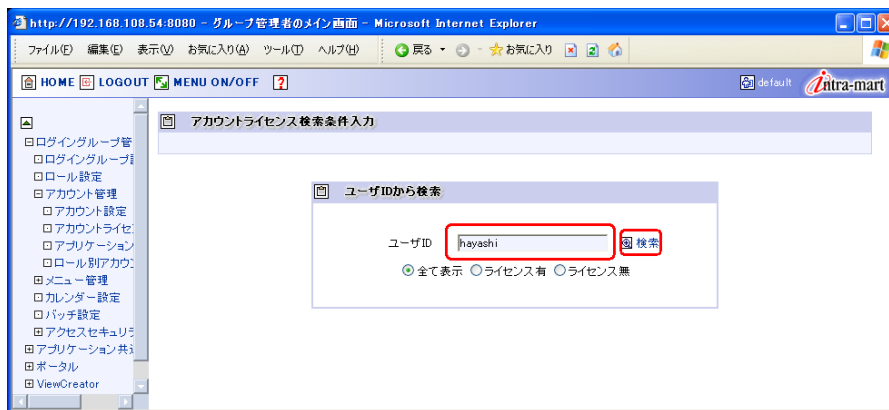 http://192.168.108.54:8080 - グループ管理者のメイン画面 - Microsoft Internet Explorer
ファイル(F) 編集(E) 表示(V) お気に入り(A) ツール(T) ヘルプ(H) 戻る お気に入り
HOME LOGOUT MENU ON/OFF ? default intra-mart
アカウントライセンス検索条件入力
ログイングループ管
ログイングループ
ロール設定
アカウント管理
アカウント設定
アカウントライセ
アプリケーション
ロール別アカウ
メニュー管理
カレンダー設定
バッチ設定
アクセスセキュリ
アプリケーション共
ポータル
ViewCreator
ユーザIDから検索
ユーザID hayashi 検索
全て表示 ライセンス有 ライセンス無